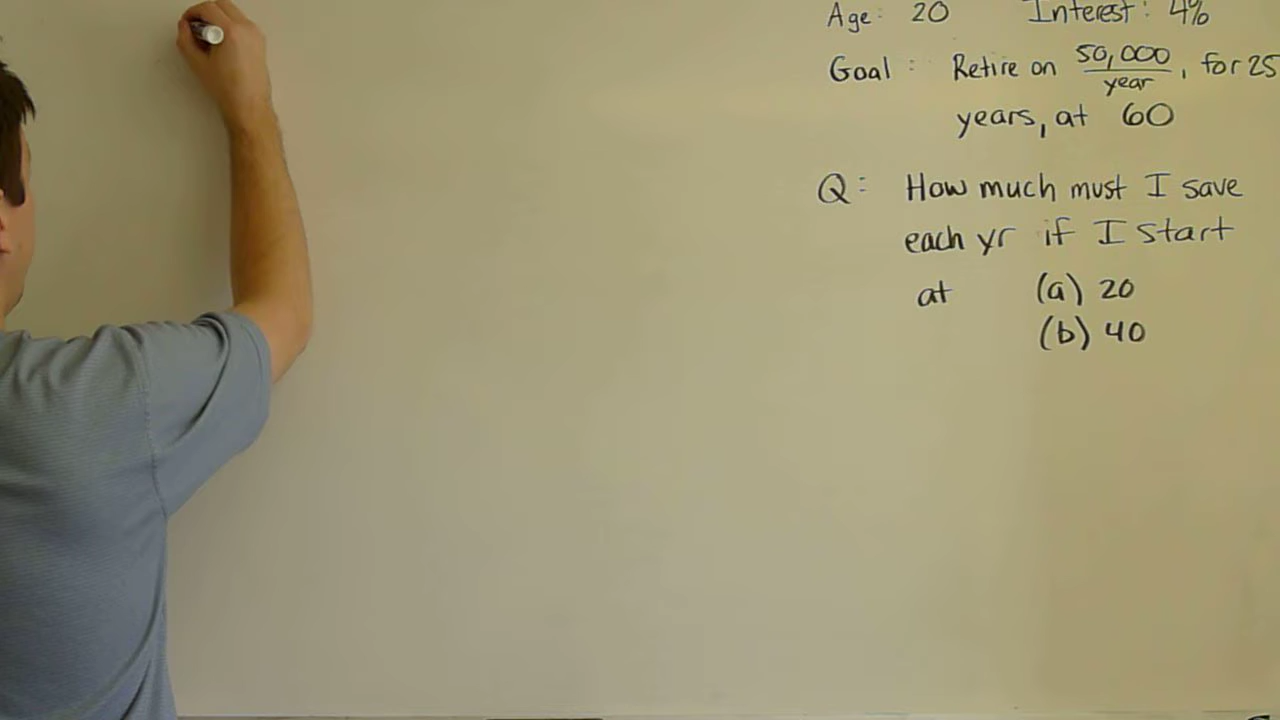 Age: 20 Interest: 4%
Goal: Retire on 50,000/year, for 25
years, at 60
Q: How much must I save
each yr if I start
at (a) 20
(b) 40